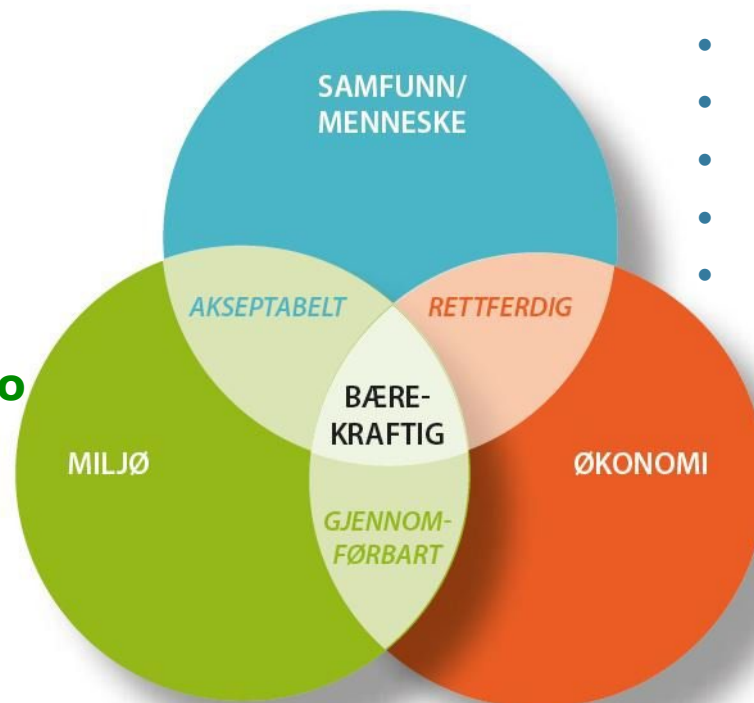 SAMFUNN/
MENNESKE
AKSEPTABELT
RETTFERDIG
o
BÆRE-
KRAFTIG
MILJØ
ØKONOMI
GJENNOM-
FØRBART